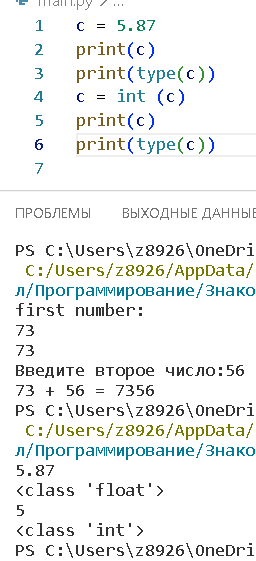 main.py > ...
1 c = 5.87
2 print(c)
3 print(type(c))
4 c = int (c)
5 print(c)
6 print(type(c))
7
ПРОБЛЕМЫ ВЫХОДНЫЕ ДАННЫЕ
PS C:\Users\z8926\OneDri
C:/Users/z8926/AppData/
л/Программирование/Знако
first number:
73
73
Введите второе число:56
73 + 56 = 7356
PS C:\Users\z8926\OneDri
C:/Users/z8926/AppData/
л/Программирование/Знако
5.87
<class 'float'>
5
<class 'int'>
PS C:\Users\z8926\OneDri